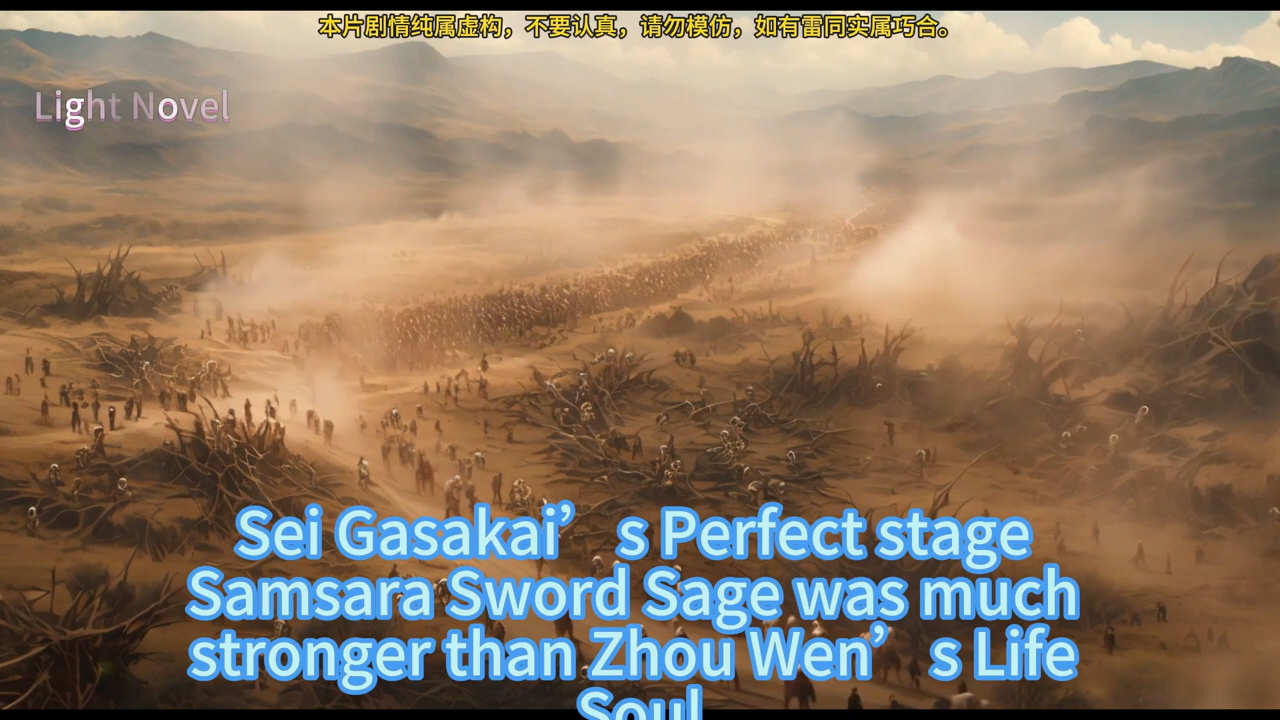 本片剧情纯属虚构，不要认真，请勿模仿，如有雷同实属巧合。
Light Novel
Sei Gasakai’s Perfect stage
Samsara Sword Sage was much
stronger than Zhou Wen’s Life
Soul